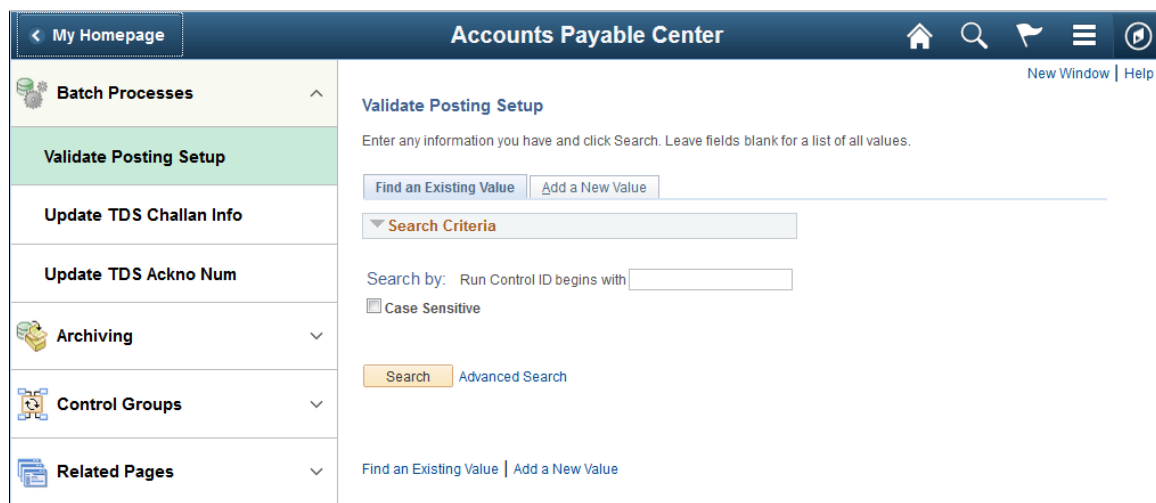 My Homepage
Accounts Payable Center
New Window | Help
Batch Processes
Validate Posting Setup
Update TDS Challan Info
Update TDS Ackno Num
Archiving
Control Groups
Related Pages
Validate Posting Setup
Enter any information you have and click Search. Leave fields blank for a list of all values.
Find an Existing Value
Add a New Value
Search Criteria
Search by: Run Control ID begins with
Case Sensitive
Search Advanced Search
Find an Existing Value | Add a New Value